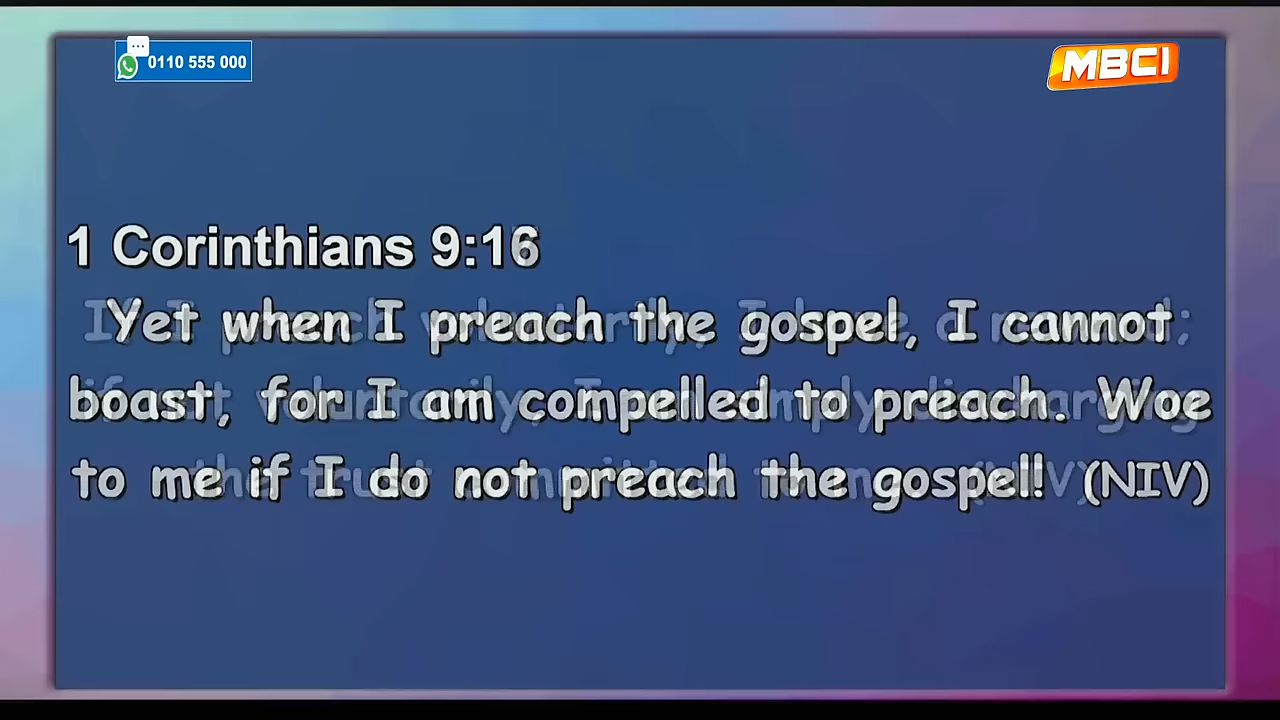 0110 555 000
MBCI
1 Corinthians 9:16
Yet when I preach the gospel, I cannot
boast, for I am compelled to preach. Woe
to me if I do not preach the gospel! (NIV)